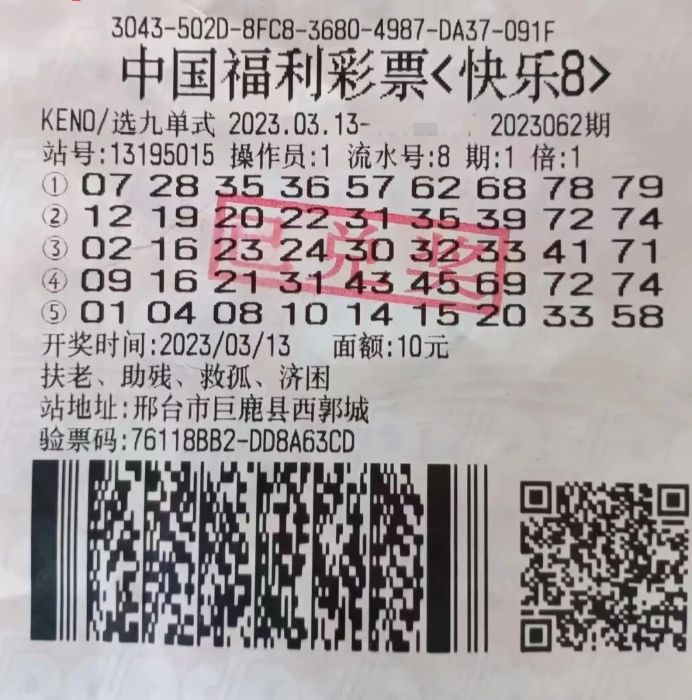 3043-502D-8FC8-3680-4987-DA37-091F
中国福利彩票<快乐8>
KENO/选九单式 2023.03.13- 2023062期
站号:13195015 操作员:1 流水号:8 期:1 倍:1
① 07 28 35 36 57 62 68 78 79
② 12 19 20 22 31 35 39 72 74
③ 02 16 23 24 30 32 33 41 71
④ 09 16 21 31 43 45 69 72 74
⑤ 01 04 08 10 14 15 20 33 58
已兑奖
开奖时间:2023/03/13 面额:10元
扶老、助残、救孤、济困
站地址:邢台市巨鹿县西郭城
验票码:76118BB2-DD8A63CD